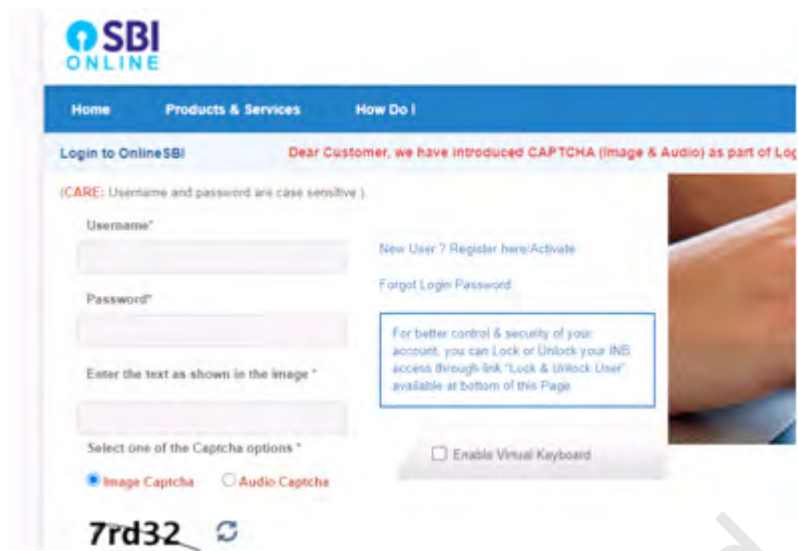 SBI
ONLINE
Home Products & Services How Do I
Login to OnlineSBI Dear Customer, we have introduced CAPTCHA (Image & Audio) as part of Log
(CARE: Username and password are case sensitive.)
Username*
New User ? Register here/Activate
Forgot Login Password
Password*
For better control & security of your
account, you can Lock or Unlock your INB
access through link "Lock & Unlock User"
available at bottom of this Page
Enter the text as shown in the image *
Select one of the Captcha options *
Enable Virtual Keyboard
Image Captcha Audio Captcha
7rd32